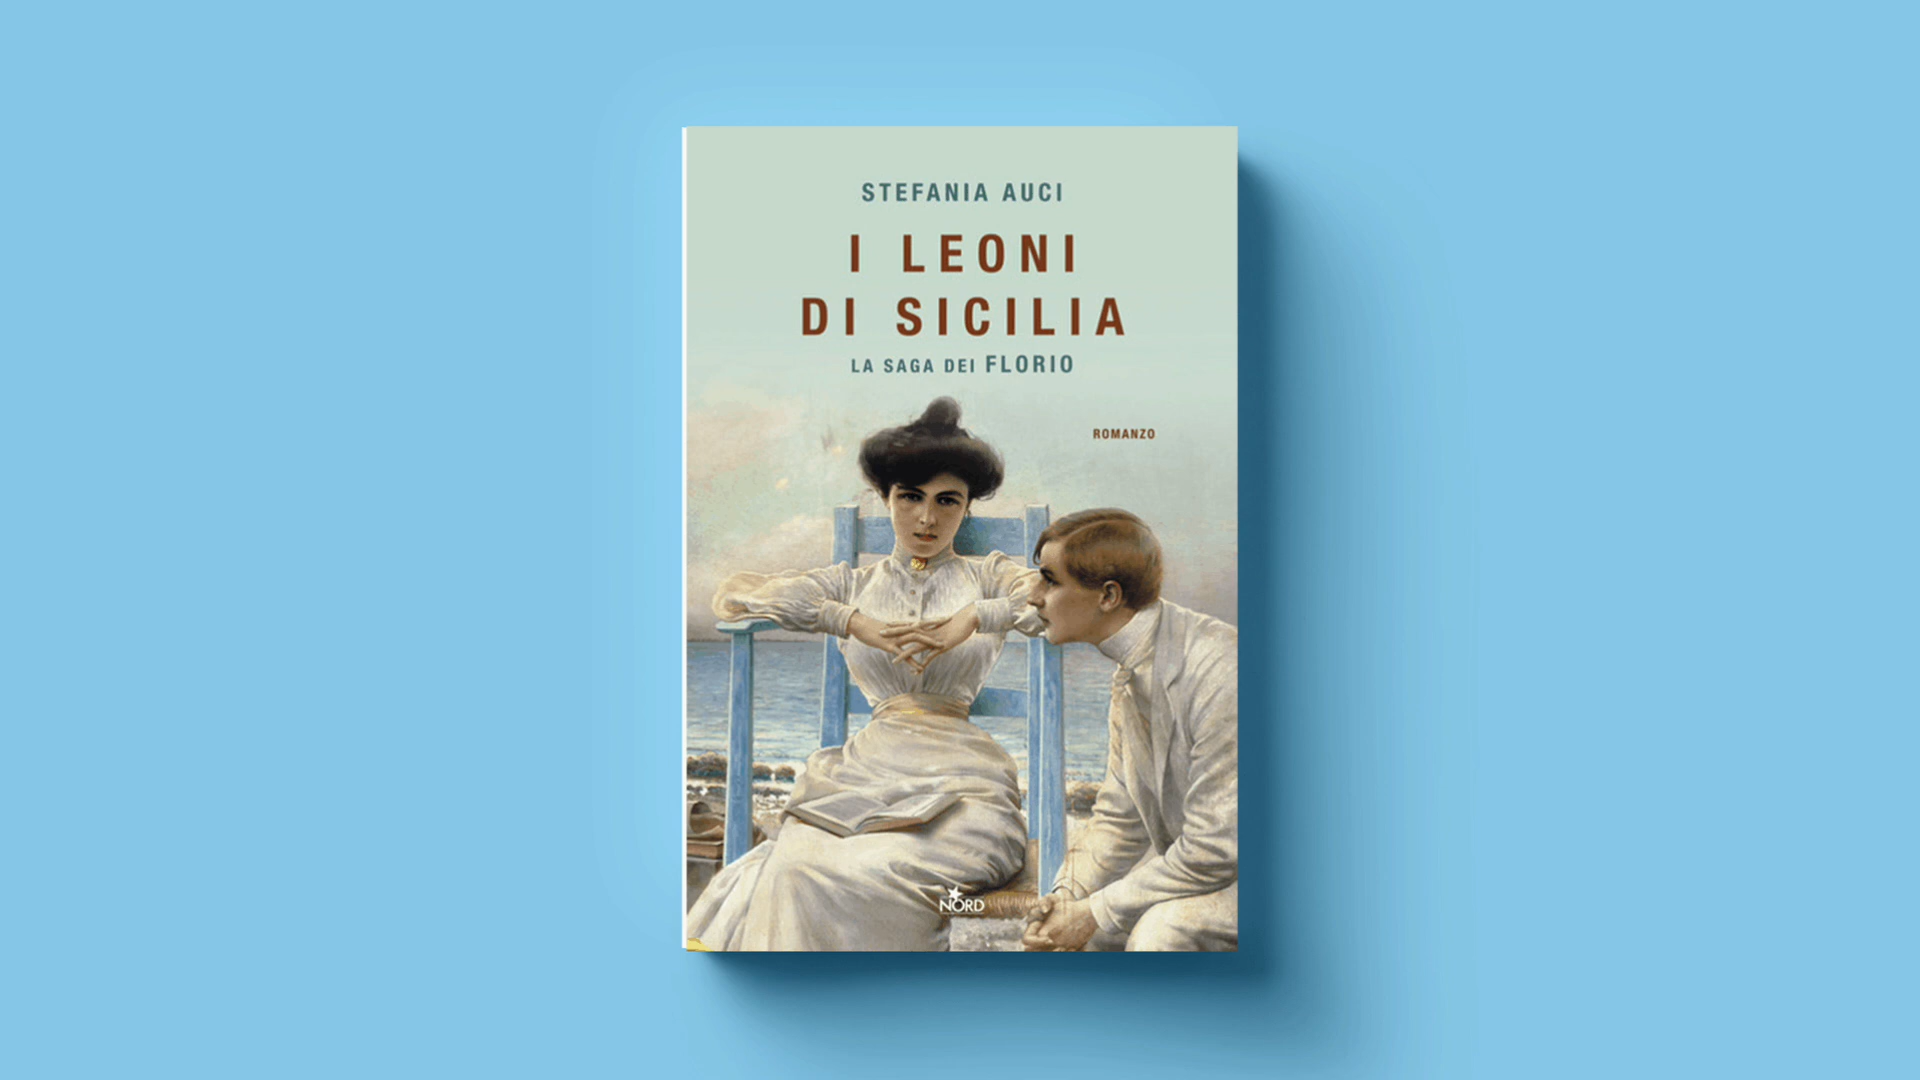 STEFANIA AUCI
I LEONI
DI SICILIA
LA SAGA DEI FLORIO
ROMANZO
NORD